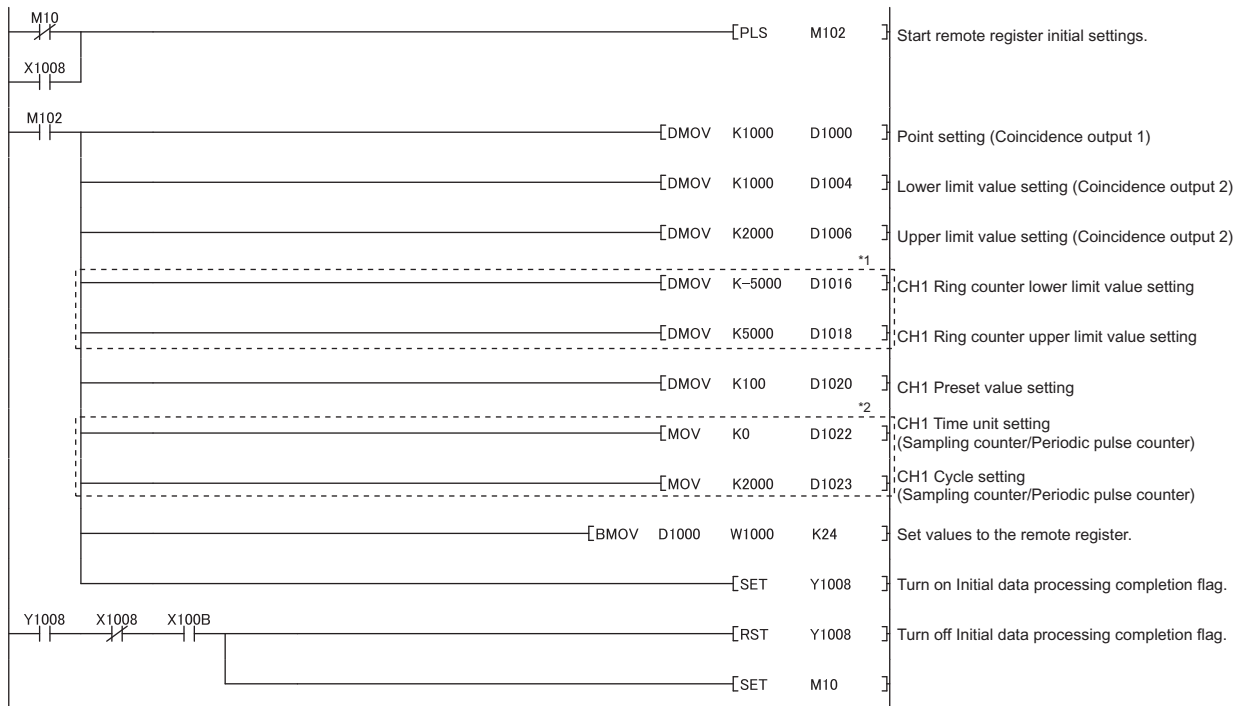 M10
[PLS M102 ] Start remote register initial settings.
X1008
M102
[DMOV K1000 D1000 ] Point setting (Coincidence output 1)
[DMOV K1000 D1004 ] Lower limit value setting (Coincidence output 2)
[DMOV K2000 D1006 ] Upper limit value setting (Coincidence output 2)
*1
[DMOV K-5000 D1016 ] CH1 Ring counter lower limit value setting
[DMOV K5000 D1018 ] CH1 Ring counter upper limit value setting
[DMOV K100 D1020 ] CH1 Preset value setting
*2
[MOV K0 D1022 ] CH1 Time unit setting
(Sampling counter/Periodic pulse counter)
[MOV K2000 D1023 ] CH1 Cycle setting
(Sampling counter/Periodic pulse counter)
[BMOV D1000 W1000 K24 ] Set values to the remote register.
[SET Y1008 ] Turn on Initial data processing completion flag.
Y1008 X1008 X100B
[RST Y1008 ] Turn off Initial data processing completion flag.
[SET M10 ]